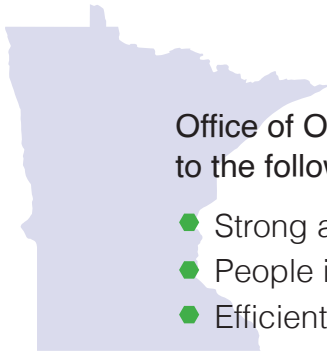 Office of O
to the follow
Strong a
People i
Efficient